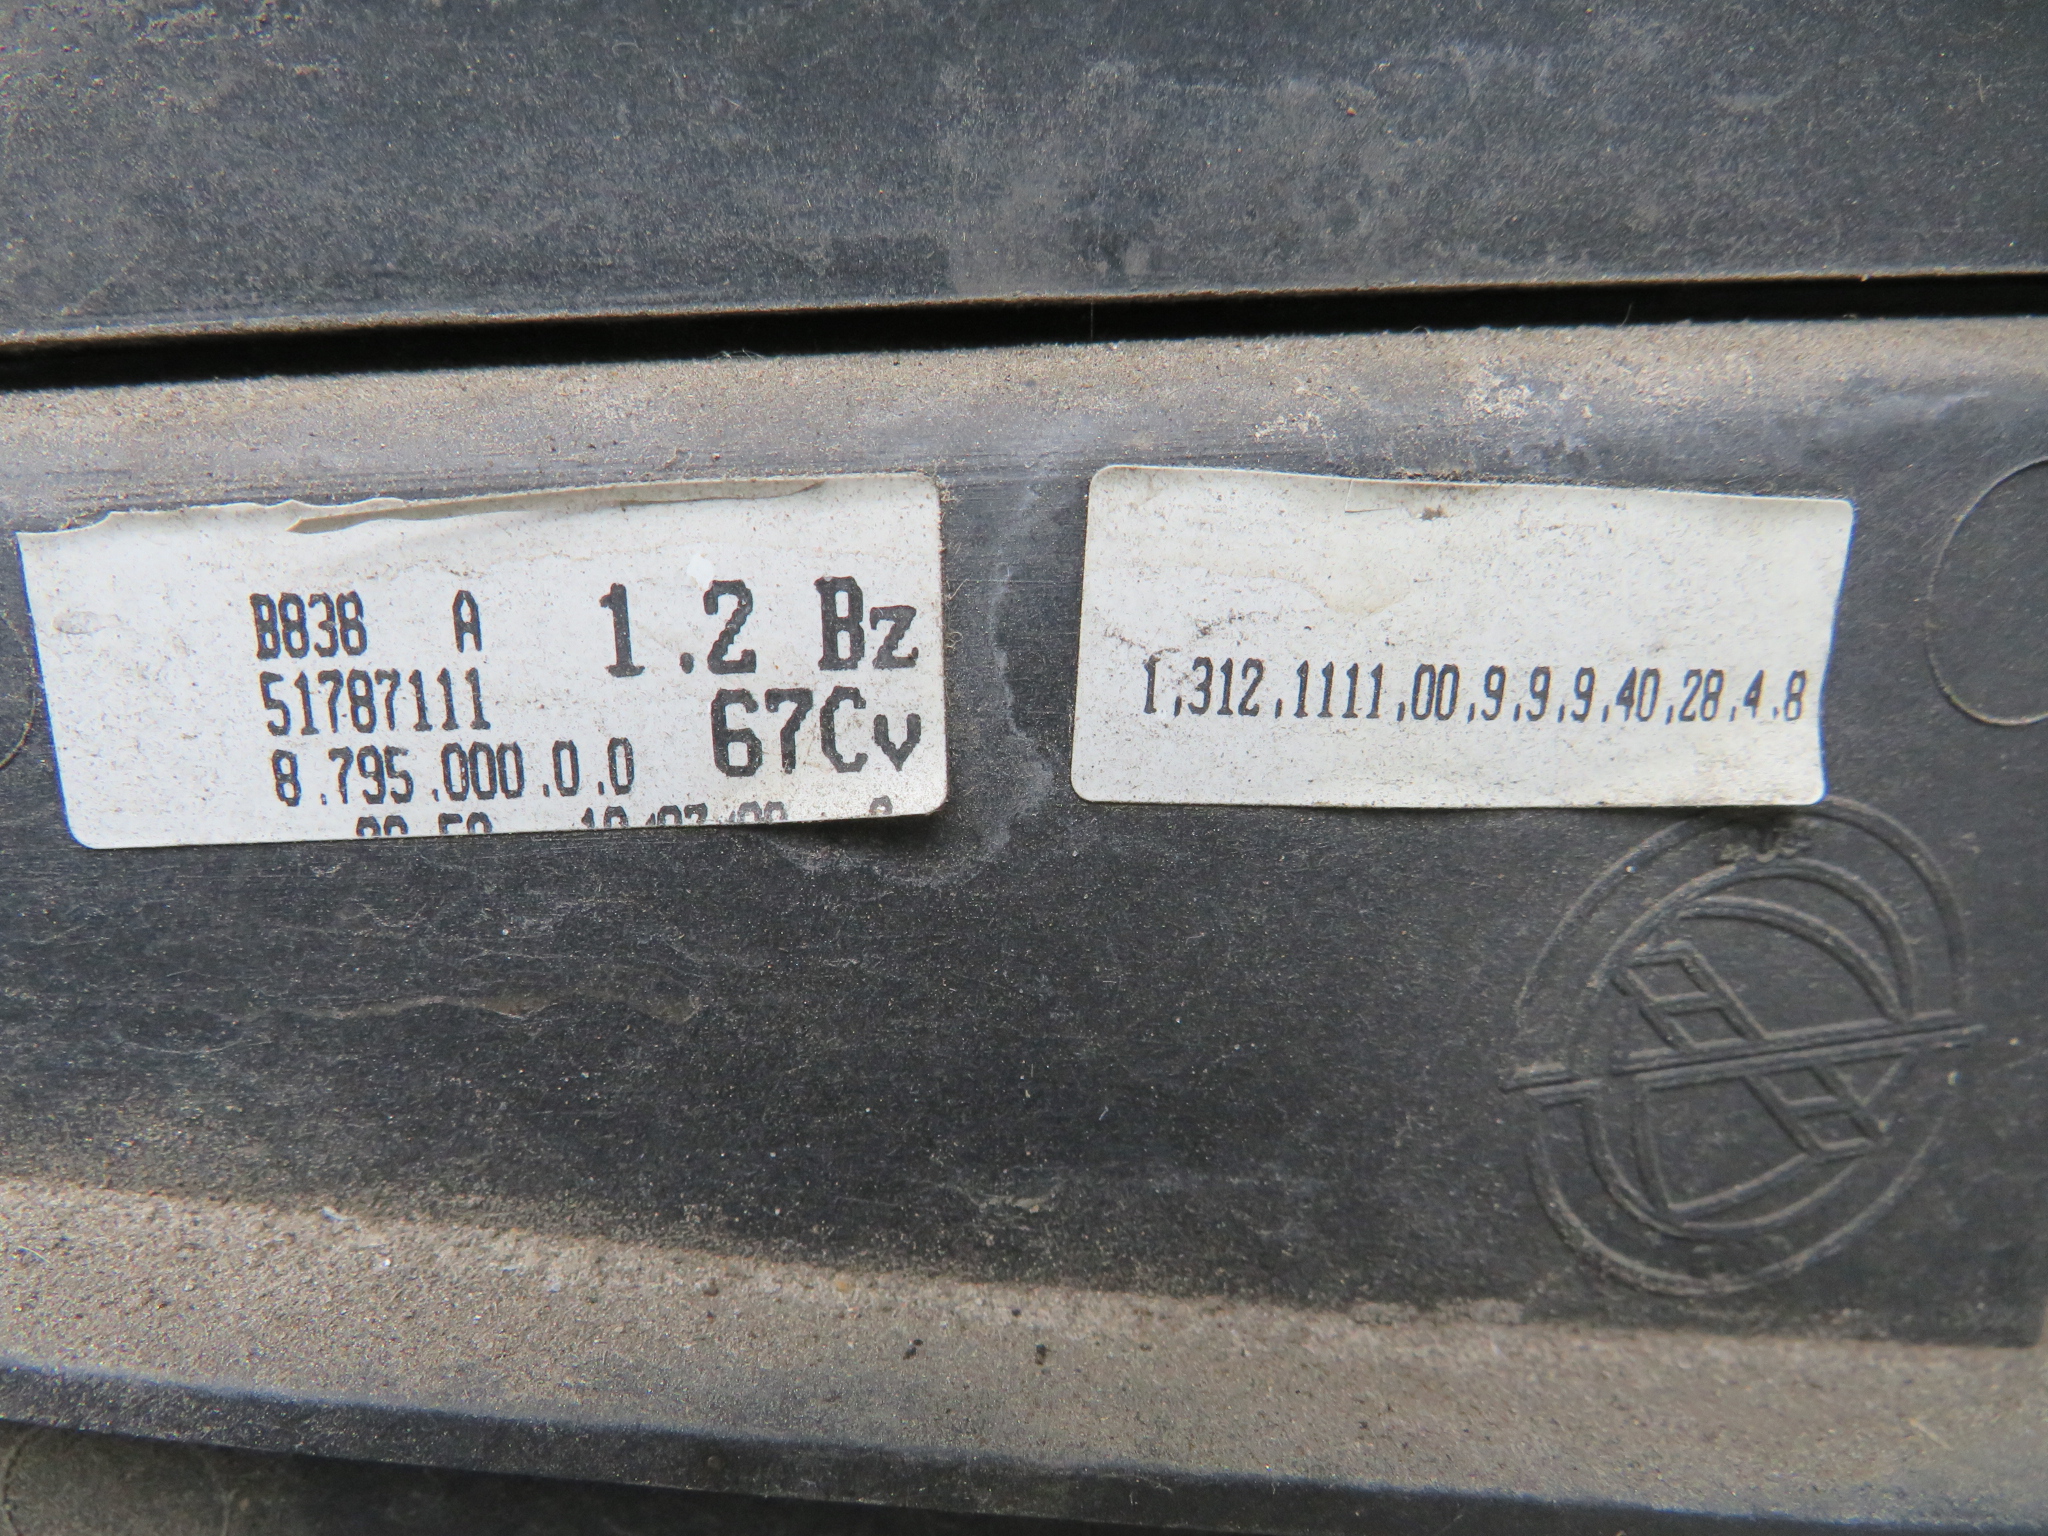 B838 A 1.2 Bz
51787111 67Cv
8.795.000.0.0
1,312,1111,00,9,9,9,40,28,4,8